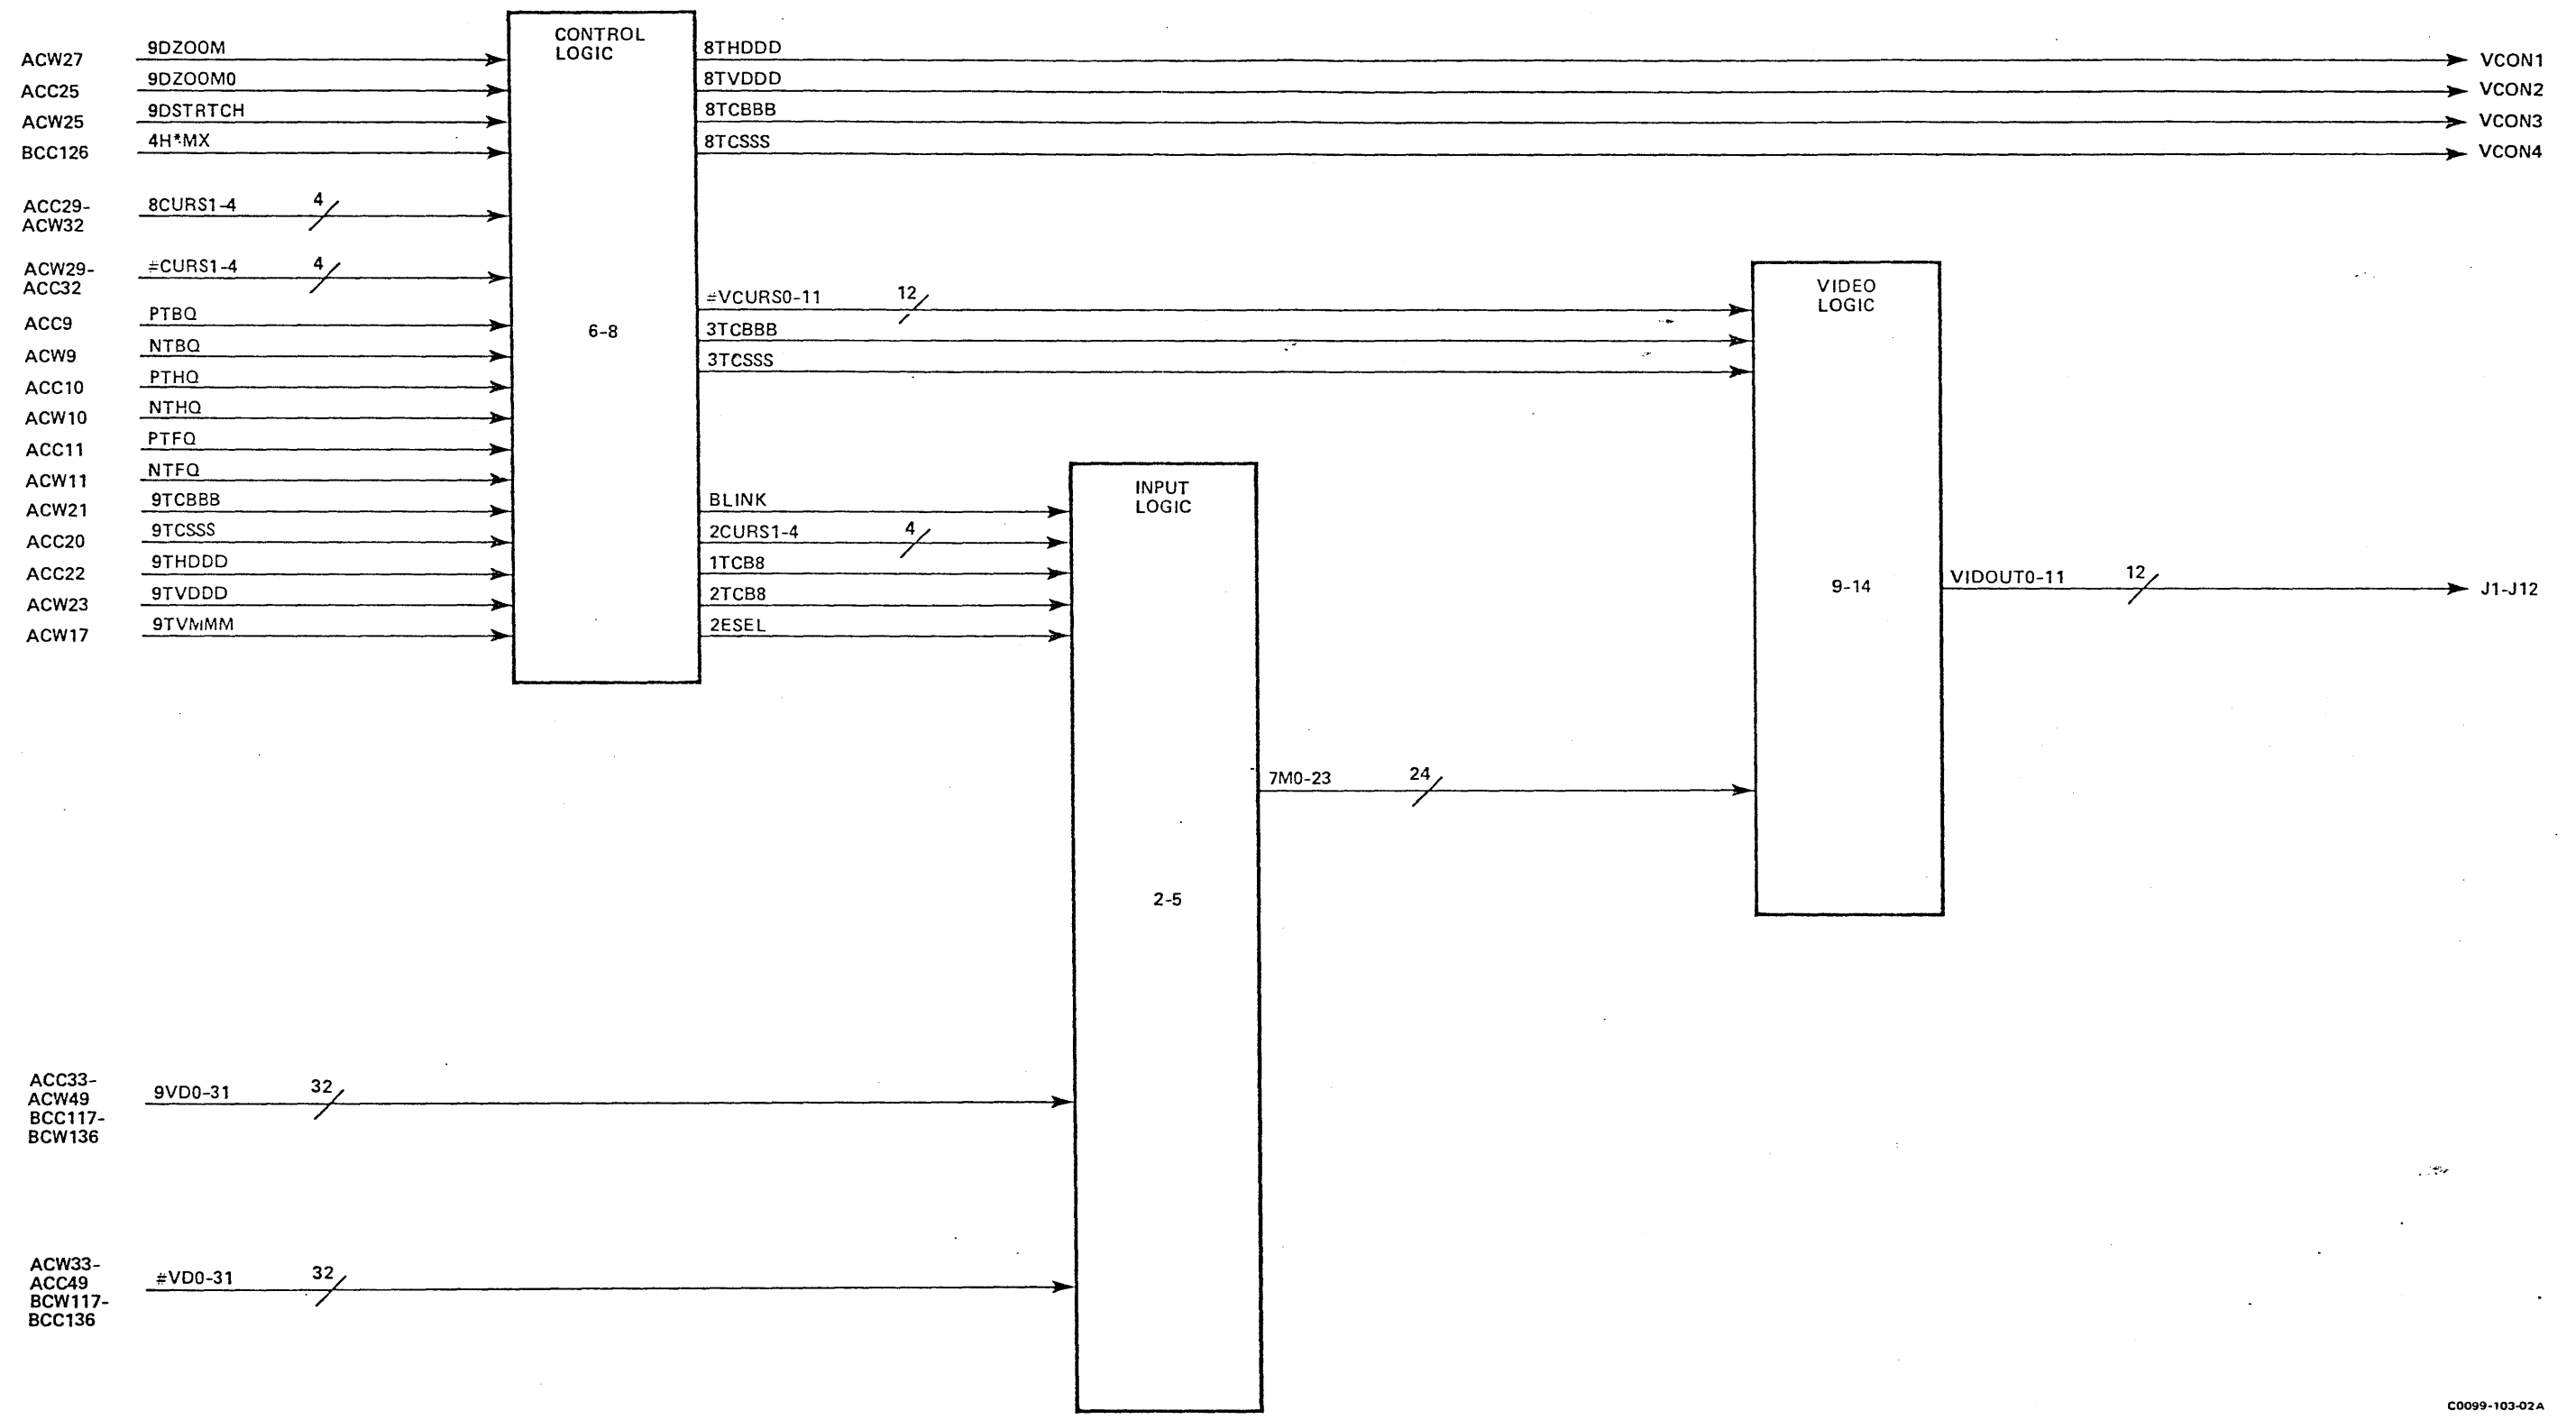 CONTROL
LOGIC
6-8
ACW27 9DZOOM
ACC25 9DZOOM0
ACW25 9DSTRTCH
BCC126 4H*MX
ACC29-
ACW32
8CURS1-4 4
ACW29-
ACC32
#CURS1-4 4
ACC9 PTBQ
ACW9 NTBQ
ACC10 PTHQ
ACW10 NTHQ
ACC11 PTFQ
ACW11 NTFQ
ACW21 9TCBBB
ACC20 9TCSSS
ACC22 9THDDD
ACW23 9TVDDD
ACW17 9TVMMM
8THDDD VCON1
8TVDDD VCON2
8TCBBB VCON3
8TCSSS VCON4
#VCURS0-11 12
3TCBBB
3TCSSS
VIDEO
LOGIC
9-14
BLINK
2CURS1-4 4
1TCB8
2TCB8
2ESEL
INPUT
LOGIC
2-5
VIDOUT0-11 12 J1-J12
7M0-23 24
ACC33-
ACW49
BCC117-
BCW136
9VD0-31 32
ACW33-
ACC49
BCW117-
BCC136
#VD0-31 32
C0099-103-02A